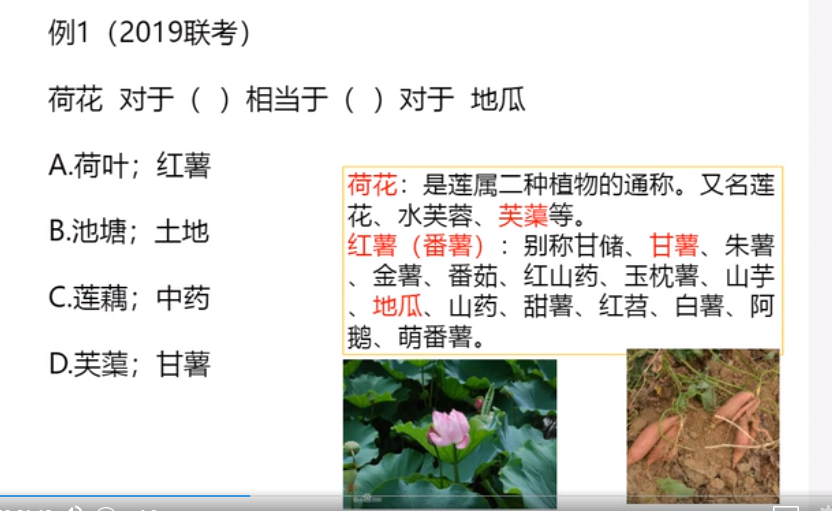 例1（2019联考）
荷花 对于（ ）相当于（ ）对于 地瓜
A.荷叶；红薯
B.池塘；土地
C.莲藕；中药
D.芙蕖；甘薯
荷花：是莲属二种植物的通称。又名莲
花、水芙蓉、芙蕖等。
红薯（番薯）：别称甘储、甘薯、朱薯
、金薯、番茹、红山药、玉枕薯、山芋
、地瓜、山药、甜薯、红苕、白薯、阿
鹅、萌番薯。